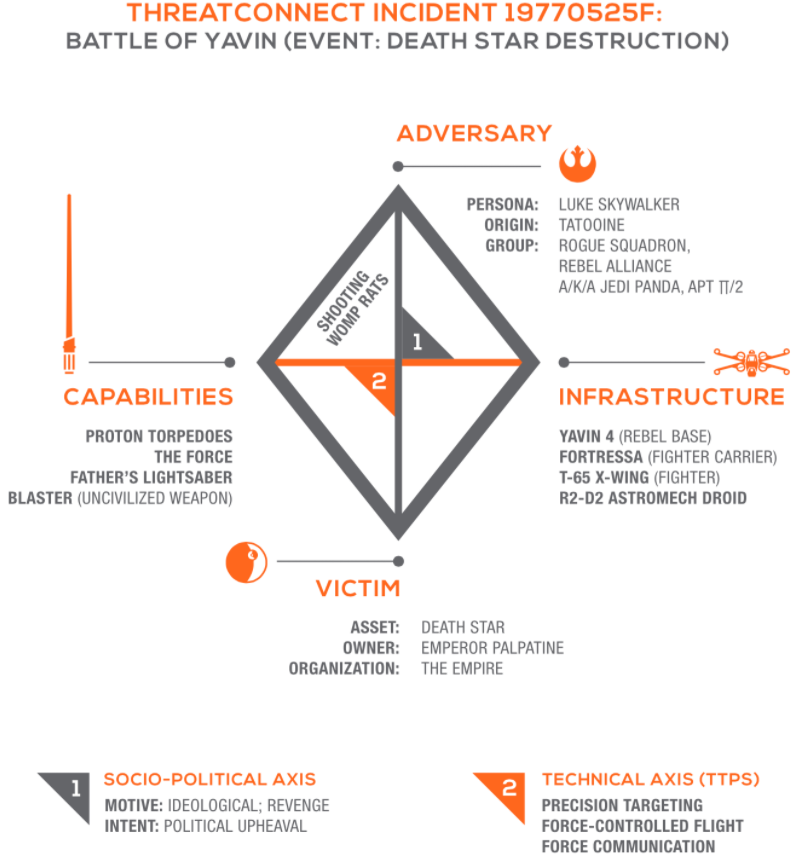 THREATCONNECT INCIDENT 19770525F:
BATTLE OF YAVIN (EVENT: DEATH STAR DESTRUCTION)
ADVERSARY
PERSONA: LUKE SKYWALKER
ORIGIN: TATOOINE
GROUP: ROGUE SQUADRON,
REBEL ALLIANCE
A/K/A JEDI PANDA, APT ∏/2
SHOOTING
WOMP RATS
1
2
CAPABILITIES
PROTON TORPEDOES
THE FORCE
FATHER'S LIGHTSABER
BLASTER (UNCIVILIZED WEAPON)
INFRASTRUCTURE
YAVIN 4 (REBEL BASE)
FORTRESSA (FIGHTER CARRIER)
T-65 X-WING (FIGHTER)
R2-D2 ASTROMECH DROID
VICTIM
ASSET: DEATH STAR
OWNER: EMPEROR PALPATINE
ORGANIZATION: THE EMPIRE
1
SOCIO-POLITICAL AXIS
MOTIVE: IDEOLOGICAL; REVENGE
INTENT: POLITICAL UPHEAVAL
2
TECHNICAL AXIS (TTPS)
PRECISION TARGETING
FORCE-CONTROLLED FLIGHT
FORCE COMMUNICATION